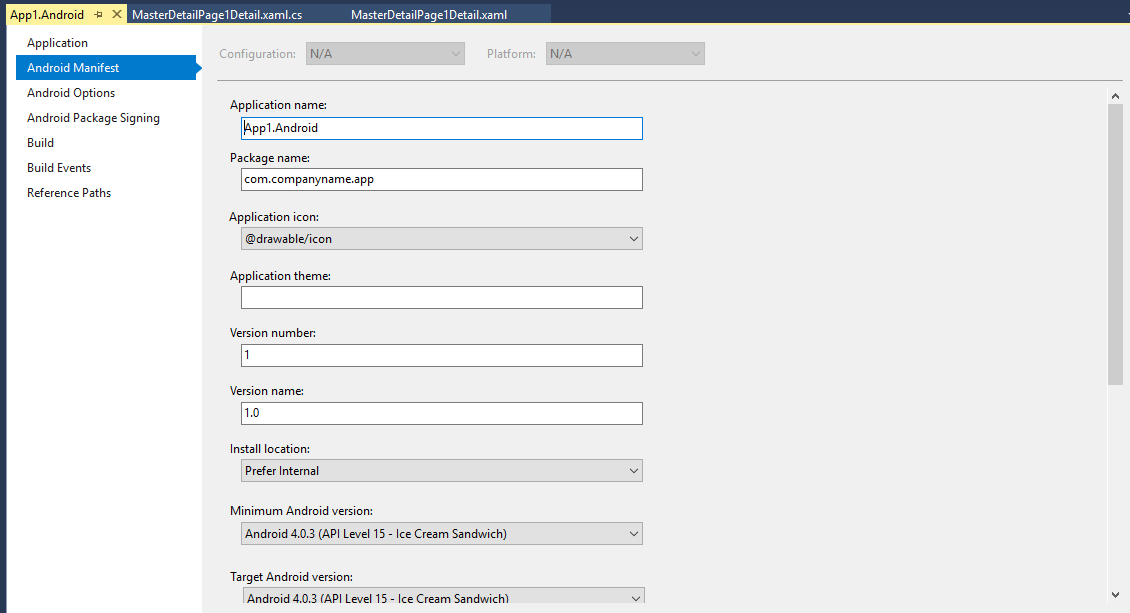 App1.Android
MasterDetailPage1Detail.xaml.cs
MasterDetailPage1Detail.xaml
Application
Android Manifest
Android Options
Android Package Signing
Build
Build Events
Reference Paths
Configuration: N/A Platform: N/A
Application name:
App1.Android
Package name:
com.companyname.app
Application icon:
@drawable/icon
Application theme:
Version number:
1
Version name:
1.0
Install location:
Prefer Internal
Minimum Android version:
Android 4.0.3 (API Level 15 - Ice Cream Sandwich)
Target Android version:
Android 4.0.3 (API Level 15 - Ice Cream Sandwich)